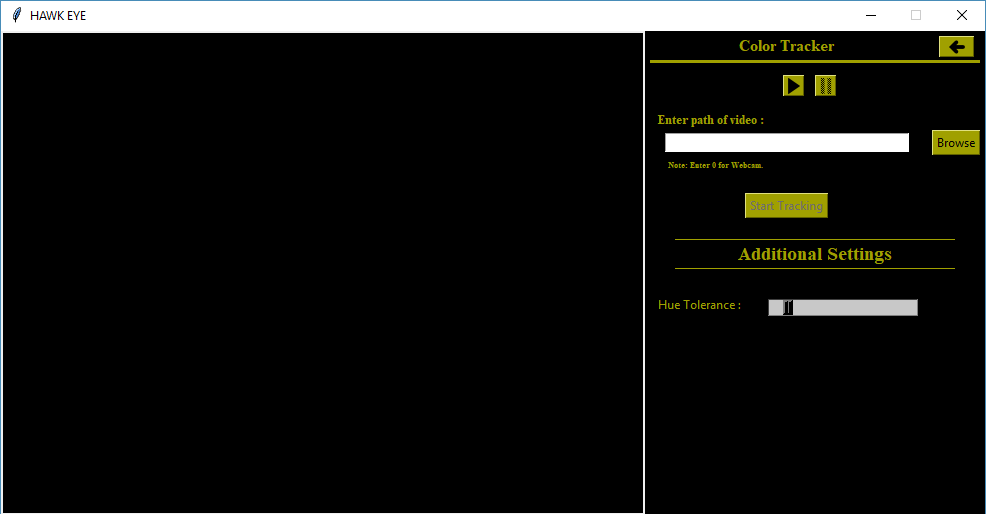 HAWK EYE
Color Tracker
Enter path of video :
Browse
Note: Enter 0 for Webcam.
Start Tracking
Additional Settings
Hue Tolerance :